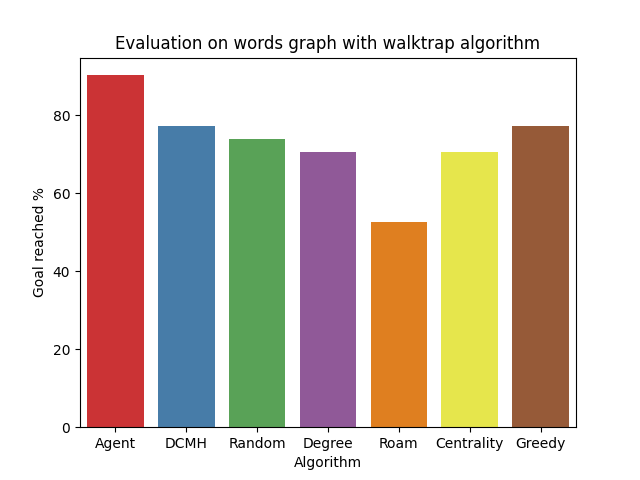 Evaluation on words graph with walktrap algorithm
Goal reached %
80
60
40
20
0
Agent DCMH Random Degree Roam Centrality Greedy
Algorithm